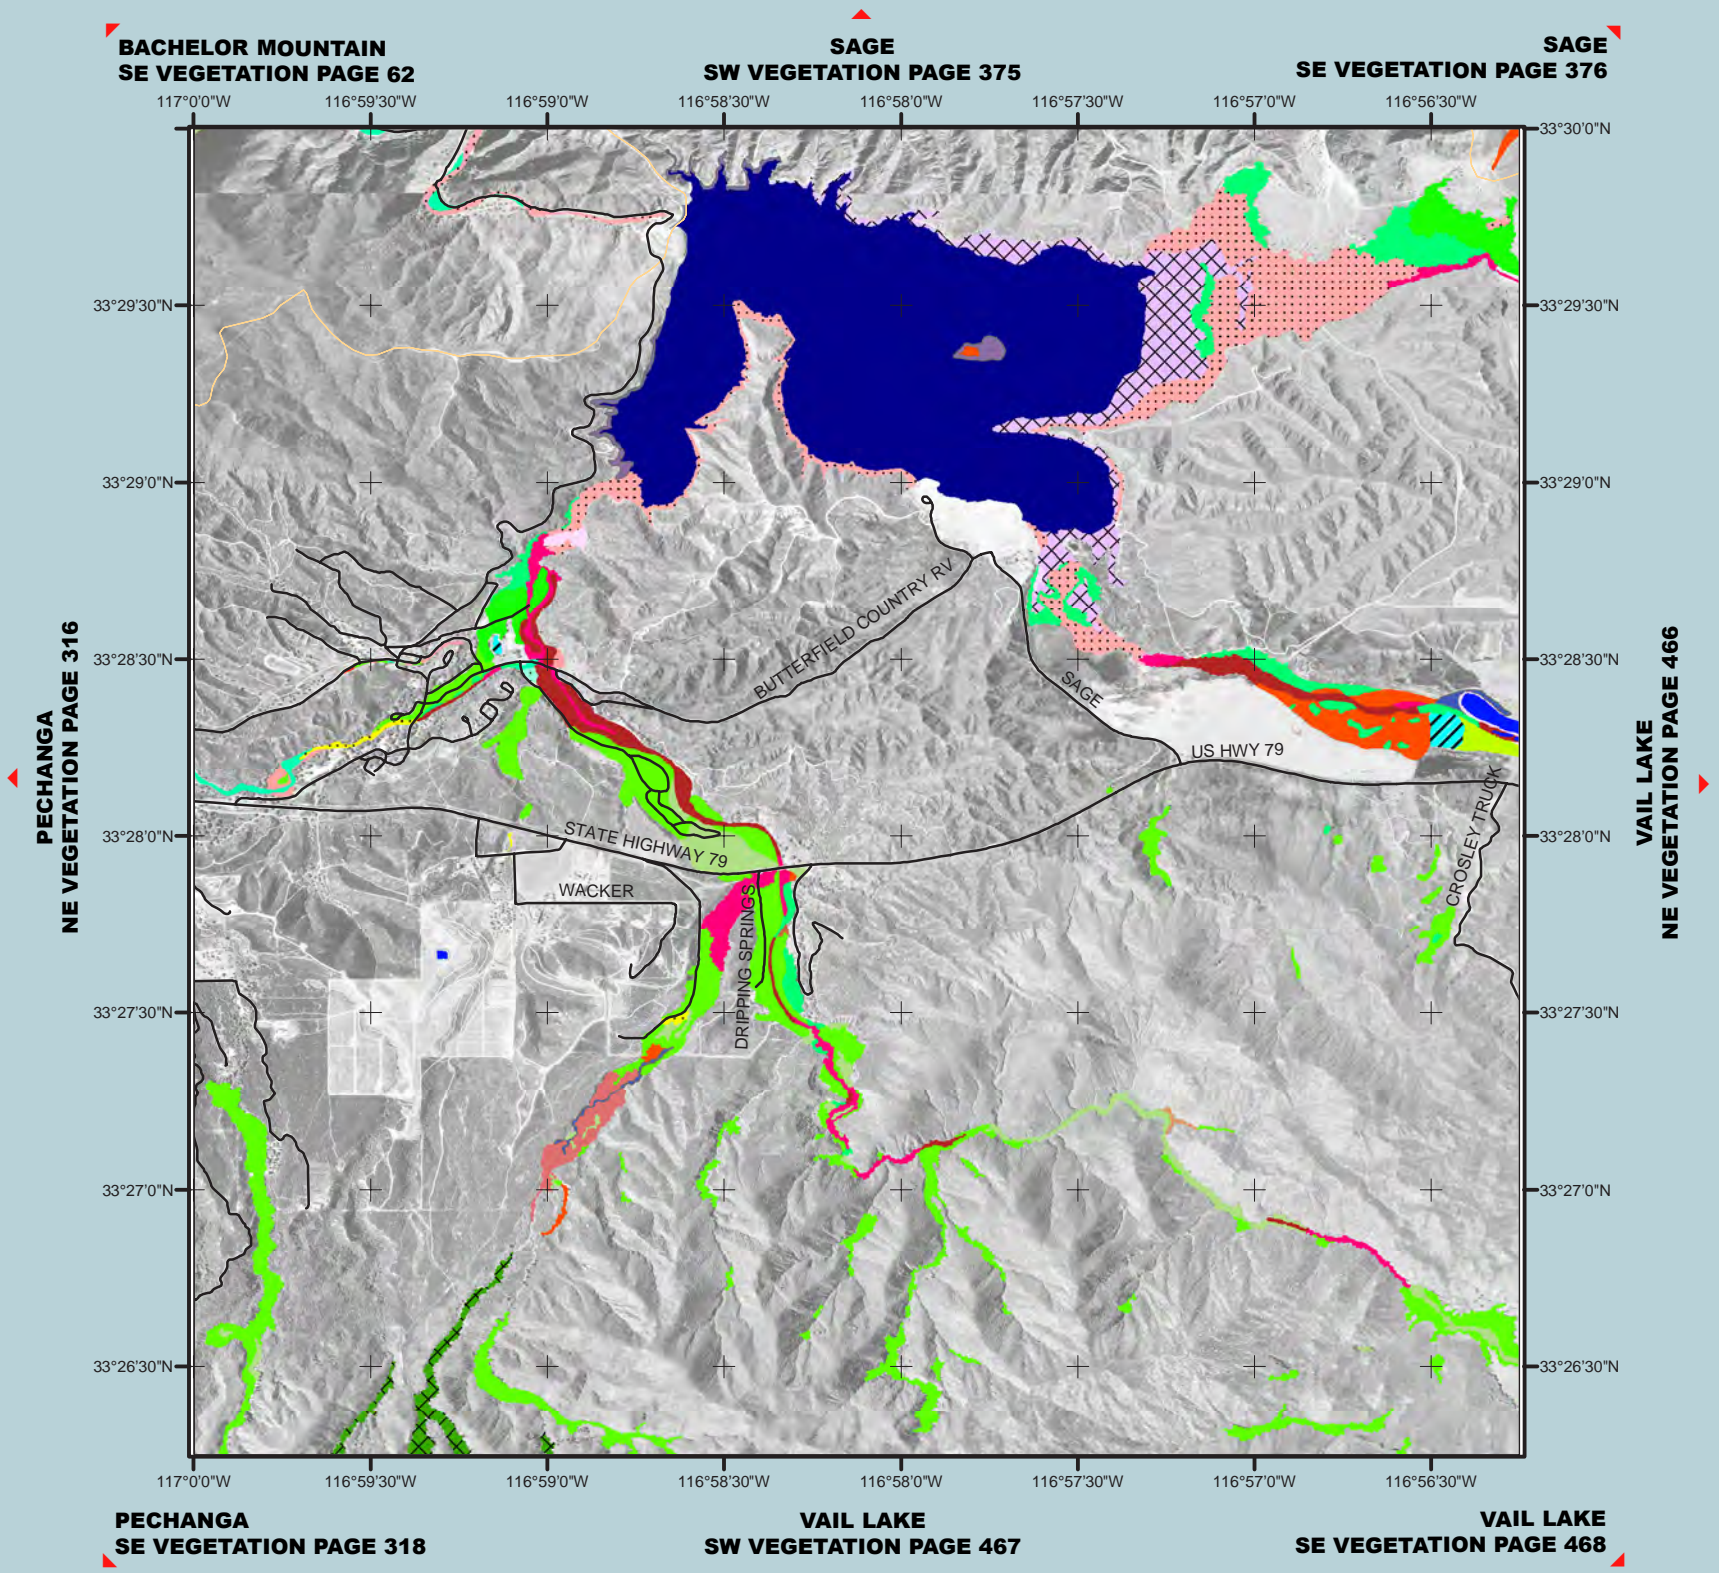 BACHELOR MOUNTAIN
SE VEGETATION PAGE 62
SAGE
SW VEGETATION PAGE 375
SAGE
SE VEGETATION PAGE 376
117°0'0"W
116°59'30"W
116°59'0"W
116°58'30"W
116°58'0"W
116°57'30"W
116°57'0"W
116°56'30"W
33°30'0"N
33°29'30"N
33°29'30"N
33°29'0"N
33°29'0"N
BUTTERFIELD COUNTRY RV
PECHANGA
NE VEGETATION PAGE 316
33°28'30"N
33°28'30"N
SAGE
US HWY 79
VAIL LAKE
NE VEGETATION PAGE 466
CROSLEY TRUCK
33°28'0"N
33°28'0"N
STATE HIGHWAY 79
WACKER
DRIPPING SPRINGS
33°27'30"N
33°27'30"N
33°27'0"N
33°27'0"N
33°26'30"N
33°26'30"N
117°0'0"W
116°59'30"W
116°59'0"W
116°58'30"W
116°58'0"W
116°57'30"W
116°57'0"W
116°56'30"W
PECHANGA
SE VEGETATION PAGE 318
VAIL LAKE
SW VEGETATION PAGE 467
VAIL LAKE
SE VEGETATION PAGE 468